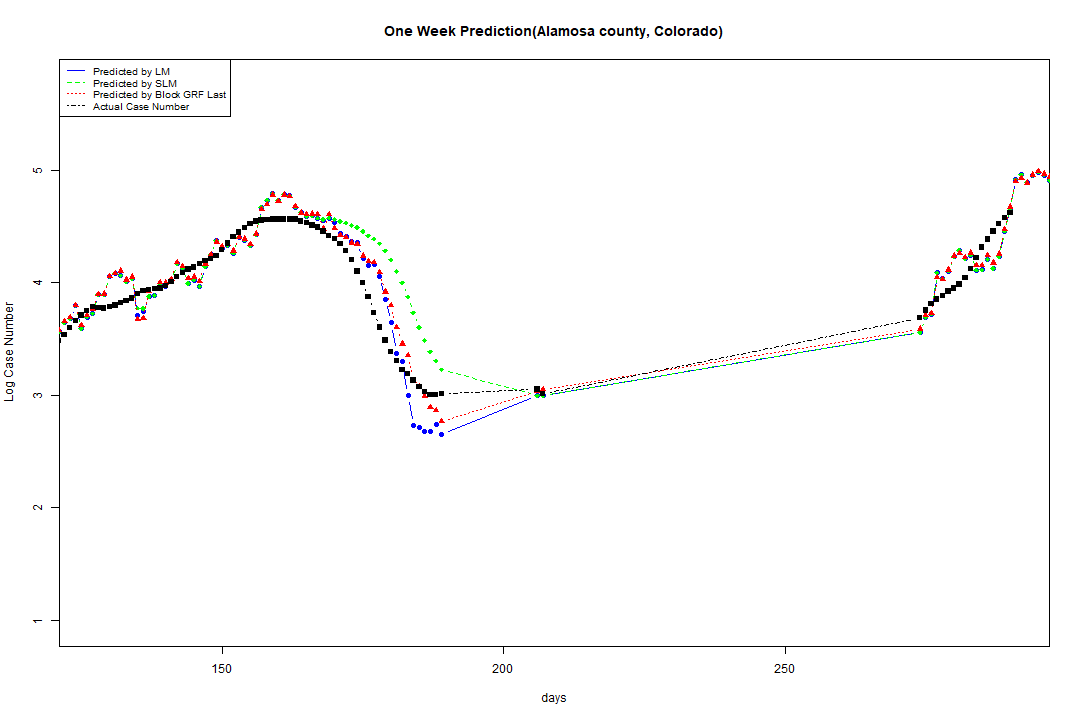 One Week Prediction(Alamosa county, Colorado)
Predicted by LM
Predicted by SLM
Predicted by Block GRF Last
Actual Case Number
5
4
3
2
1
Log Case Number
150
200
250
days